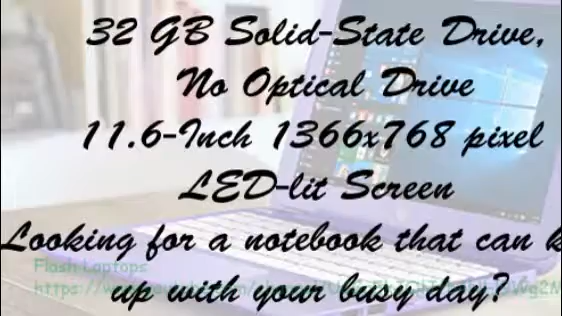 32 GB Solid-State Drive,
No Optical Drive
11.6-Inch 1366x768 pixel
LED-lit Screen
Looking for a notebook that can
Flash Laptops
up with your busy day?